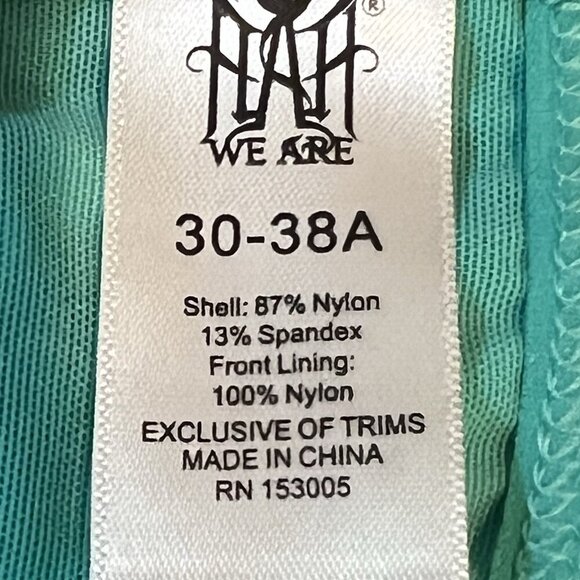 ®
HAH
WE ARE
30-38A
Shell: 87% Nylon
13% Spandex
Front Lining:
100% Nylon
EXCLUSIVE OF TRIMS
MADE IN CHINA
RN 153005